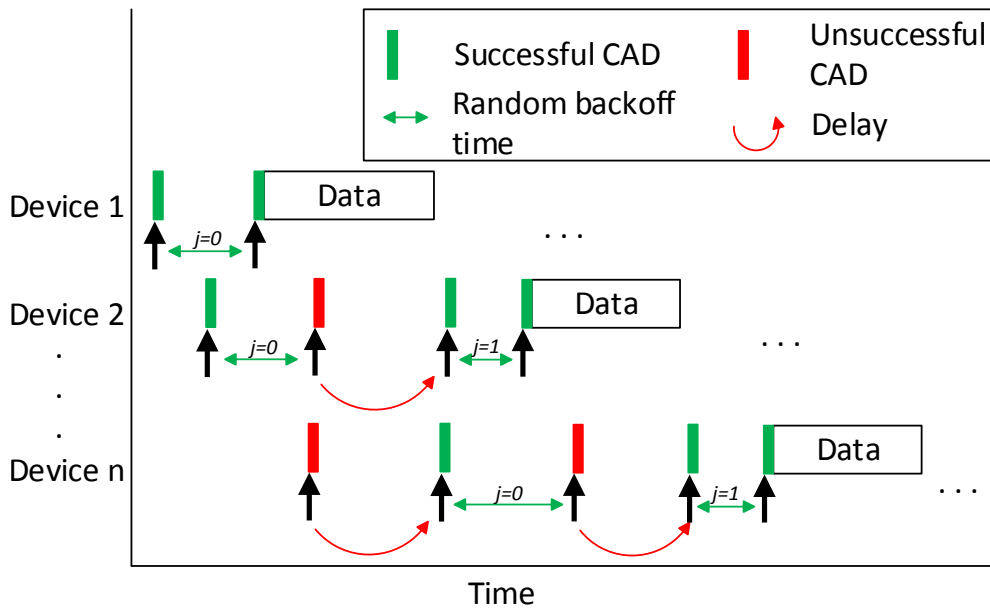 Successful CAD
Unsuccessful
CAD
Random backoff
time
Delay
Device 1
Data
j=0
. . .
Device 2
Data
j=0
j=1
. . .
.
.
.
Device n
Data
j=0
j=1
. . .
Time